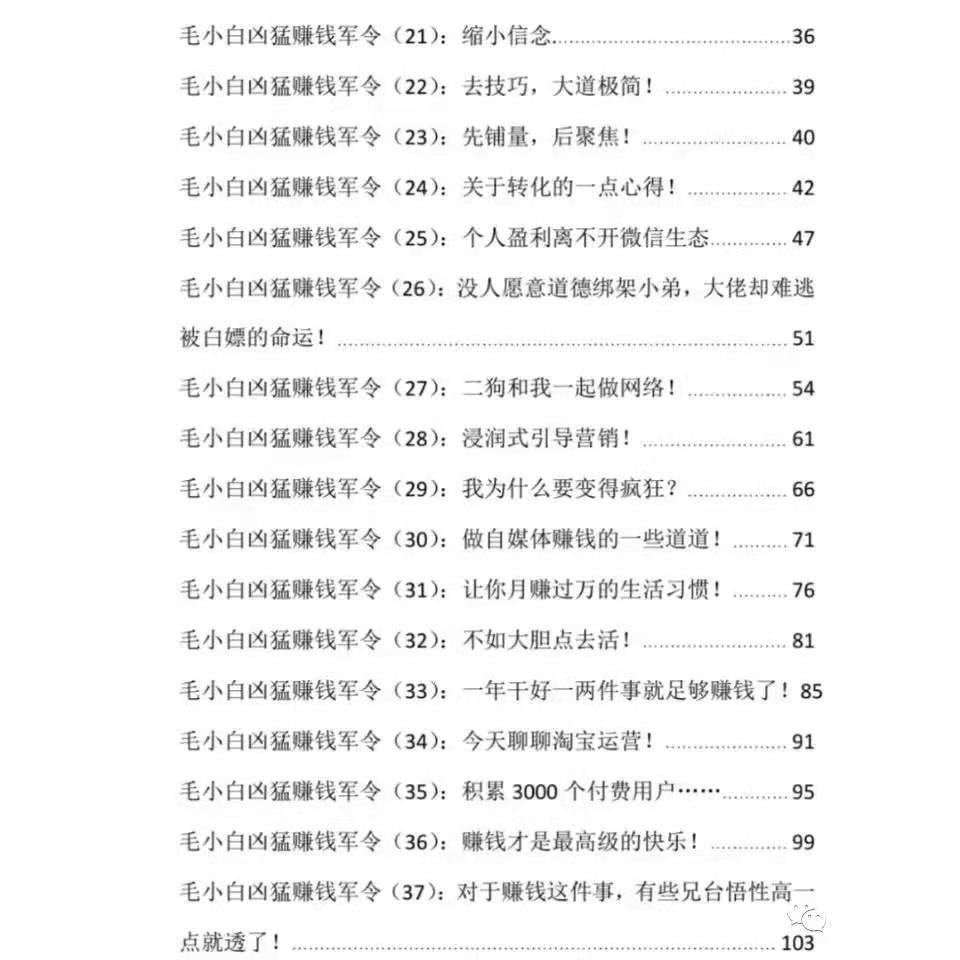 毛小白凶猛赚钱军令（21）：缩小信念..........................................36
毛小白凶猛赚钱军令（22）：去技巧，大道极简！......................39
毛小白凶猛赚钱军令（23）：先铺量，后聚焦！..........................40
毛小白凶猛赚钱军令（24）：关于转化的一点心得！..................42
毛小白凶猛赚钱军令（25）：个人盈利离不开微信生态..............47
毛小白凶猛赚钱军令（26）：没人愿意道德绑架小弟，大佬却难逃
被白嫖的命运！..................................................................................51
毛小白凶猛赚钱军令（27）：二狗和我一起做网络！..................54
毛小白凶猛赚钱军令（28）：浸润式引导营销！..........................61
毛小白凶猛赚钱军令（29）：我为什么要变得疯狂？..................66
毛小白凶猛赚钱军令（30）：做自媒体赚钱的一些道道！..........71
毛小白凶猛赚钱军令（31）：让你月赚过万的生活习惯！..........76
毛小白凶猛赚钱军令（32）：不如大胆点去活！..........................81
毛小白凶猛赚钱军令（33）：一年干好一两件事就足够赚钱了！85
毛小白凶猛赚钱军令（34）：今天聊聊淘宝运营！......................91
毛小白凶猛赚钱军令（35）：积累 3000 个付费用户……............95
毛小白凶猛赚钱军令（36）：赚钱才是最高级的快乐！..............99
毛小白凶猛赚钱军令（37）：对于赚钱这件事，有些兄台悟性高一
点就透了！........................................................................................103